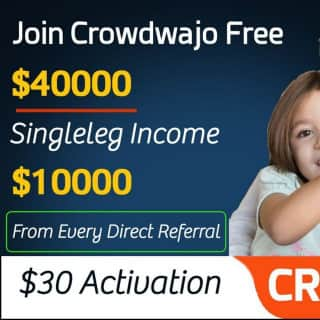 Join Crowdwajo Free
$40000
Singleleg Income
$10000
From Every Direct Referral
$30 Activation
CR